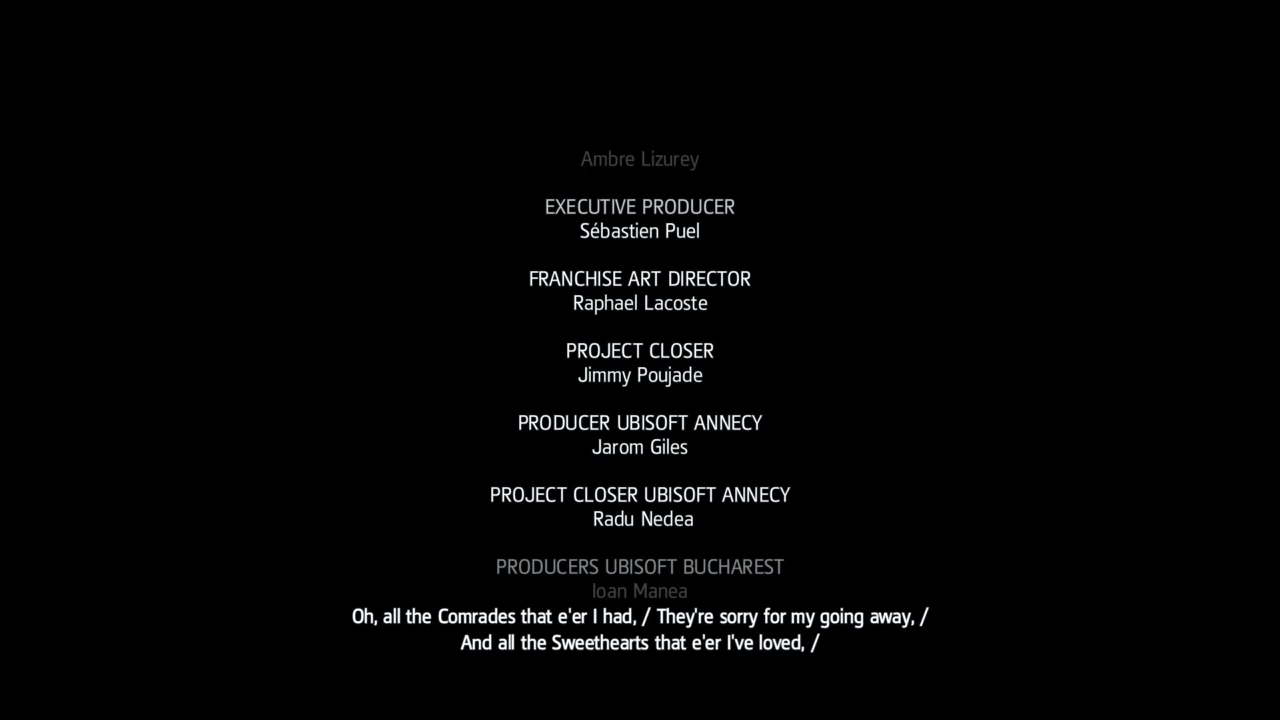 Ambre Lizurey
EXECUTIVE PRODUCER
Sébastien Puel
FRANCHISE ART DIRECTOR
Raphael Lacoste
PROJECT CLOSER
Jimmy Poujade
PRODUCER UBISOFT ANNECY
Jarom Giles
PROJECT CLOSER UBISOFT ANNECY
Radu Nedea
PRODUCERS UBISOFT BUCHAREST
Ioan Manea
Oh, all the Comrades that e'er I had, / They're sorry for my going away, /
And all the Sweethearts that e'er I've loved, /